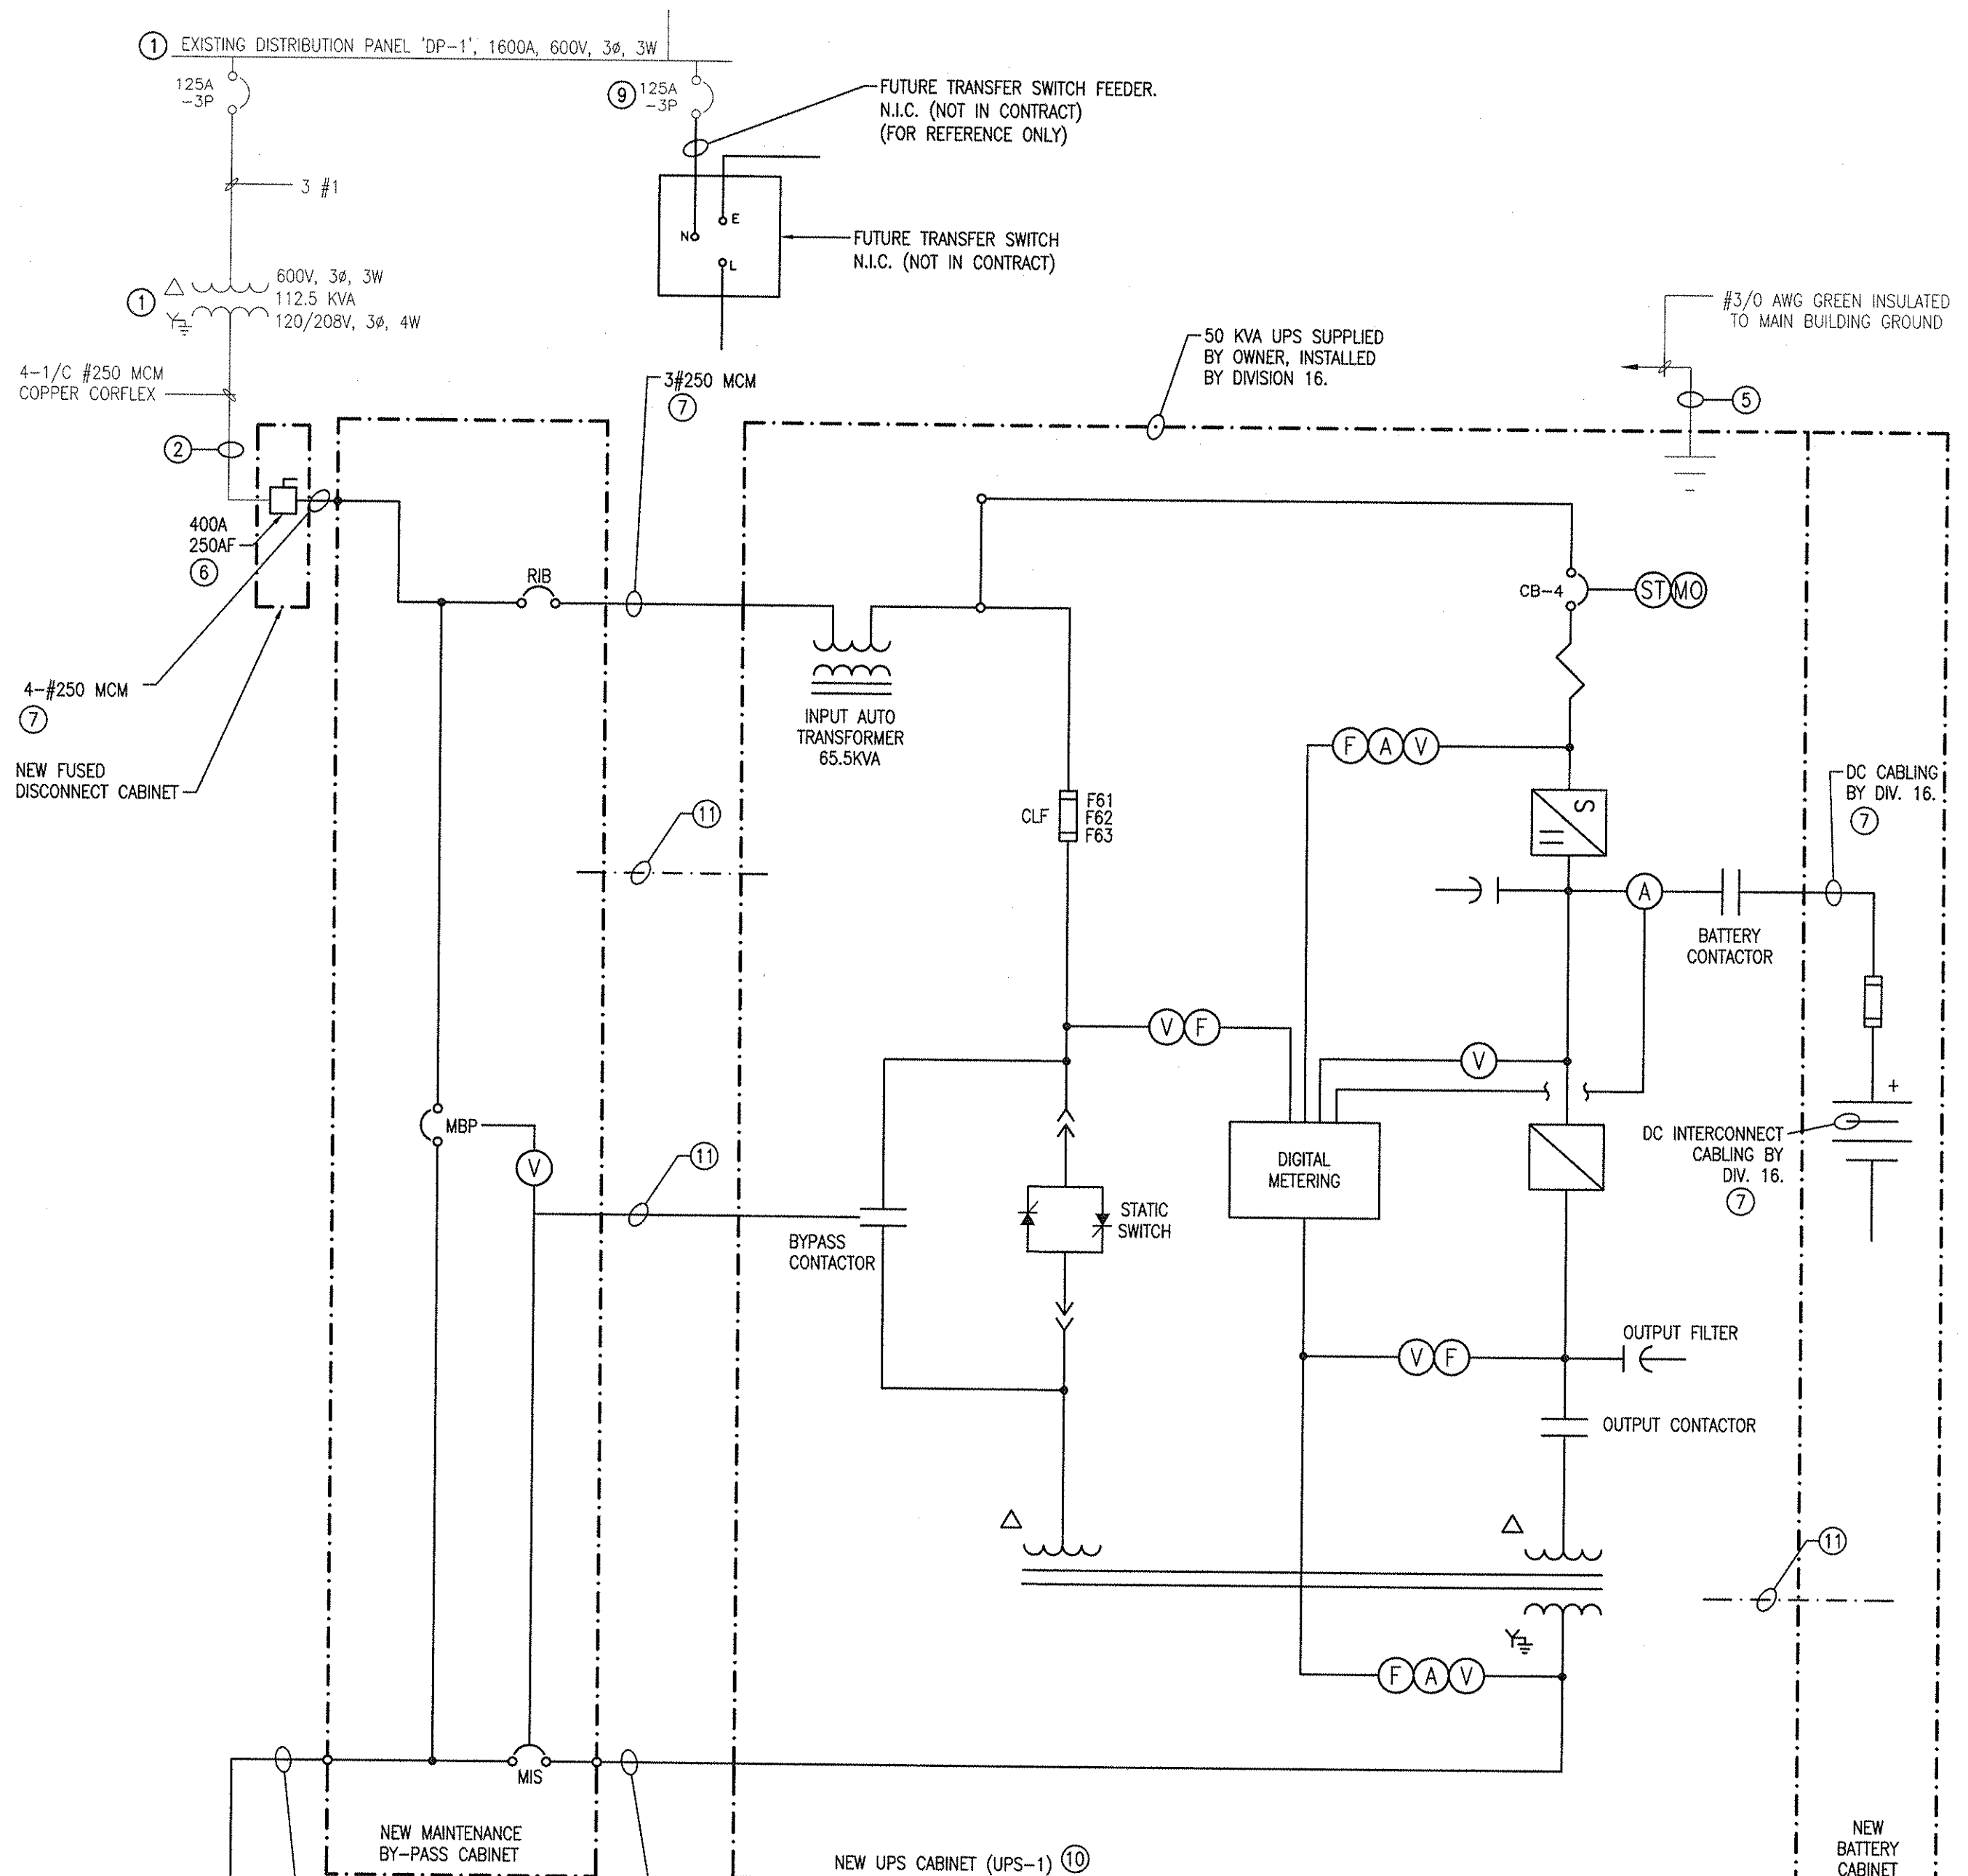 ① EXISTING DISTRIBUTION PANEL 'DP-1', 1600A, 600V, 3ø, 3W
125A
-3P
⑨ 125A
-3P
FUTURE TRANSFER SWITCH FEEDER.
N.I.C. (NOT IN CONTRACT)
(FOR REFERENCE ONLY)
3 #1
E
N
L
FUTURE TRANSFER SWITCH
N.I.C. (NOT IN CONTRACT)
①
600V, 3ø, 3W
112.5 KVA
120/208V, 3ø, 4W
Y
#3/0 AWG GREEN INSULATED
TO MAIN BUILDING GROUND
50 KVA UPS SUPPLIED
BY OWNER, INSTALLED
BY DIVISION 16.
4-1/C #250 MCM
COPPER CORFLEX
3#250 MCM
⑦
⑤
②
400A
250AF
⑥
RIB
CB-4
ST MO
4-#250 MCM
⑦
INPUT AUTO
TRANSFORMER
65.5KVA
F A V
NEW FUSED
DISCONNECT CABINET
DC CABLING
BY DIV. 16.
⑦
CLF
F61
F62
F63
S
⑪
A
BATTERY
CONTACTOR
V F
V
+
MBP
V
⑪
DIGITAL
METERING
DC INTERCONNECT
CABLING BY
DIV. 16.
⑦
STATIC
SWITCH
BYPASS
CONTACTOR
OUTPUT FILTER
V F
OUTPUT CONTACTOR
⑪
Y
F A V
MIS
NEW MAINTENANCE
BY-PASS CABINET
NEW UPS CABINET (UPS-1) ⑩
NEW
BATTERY
CABINET